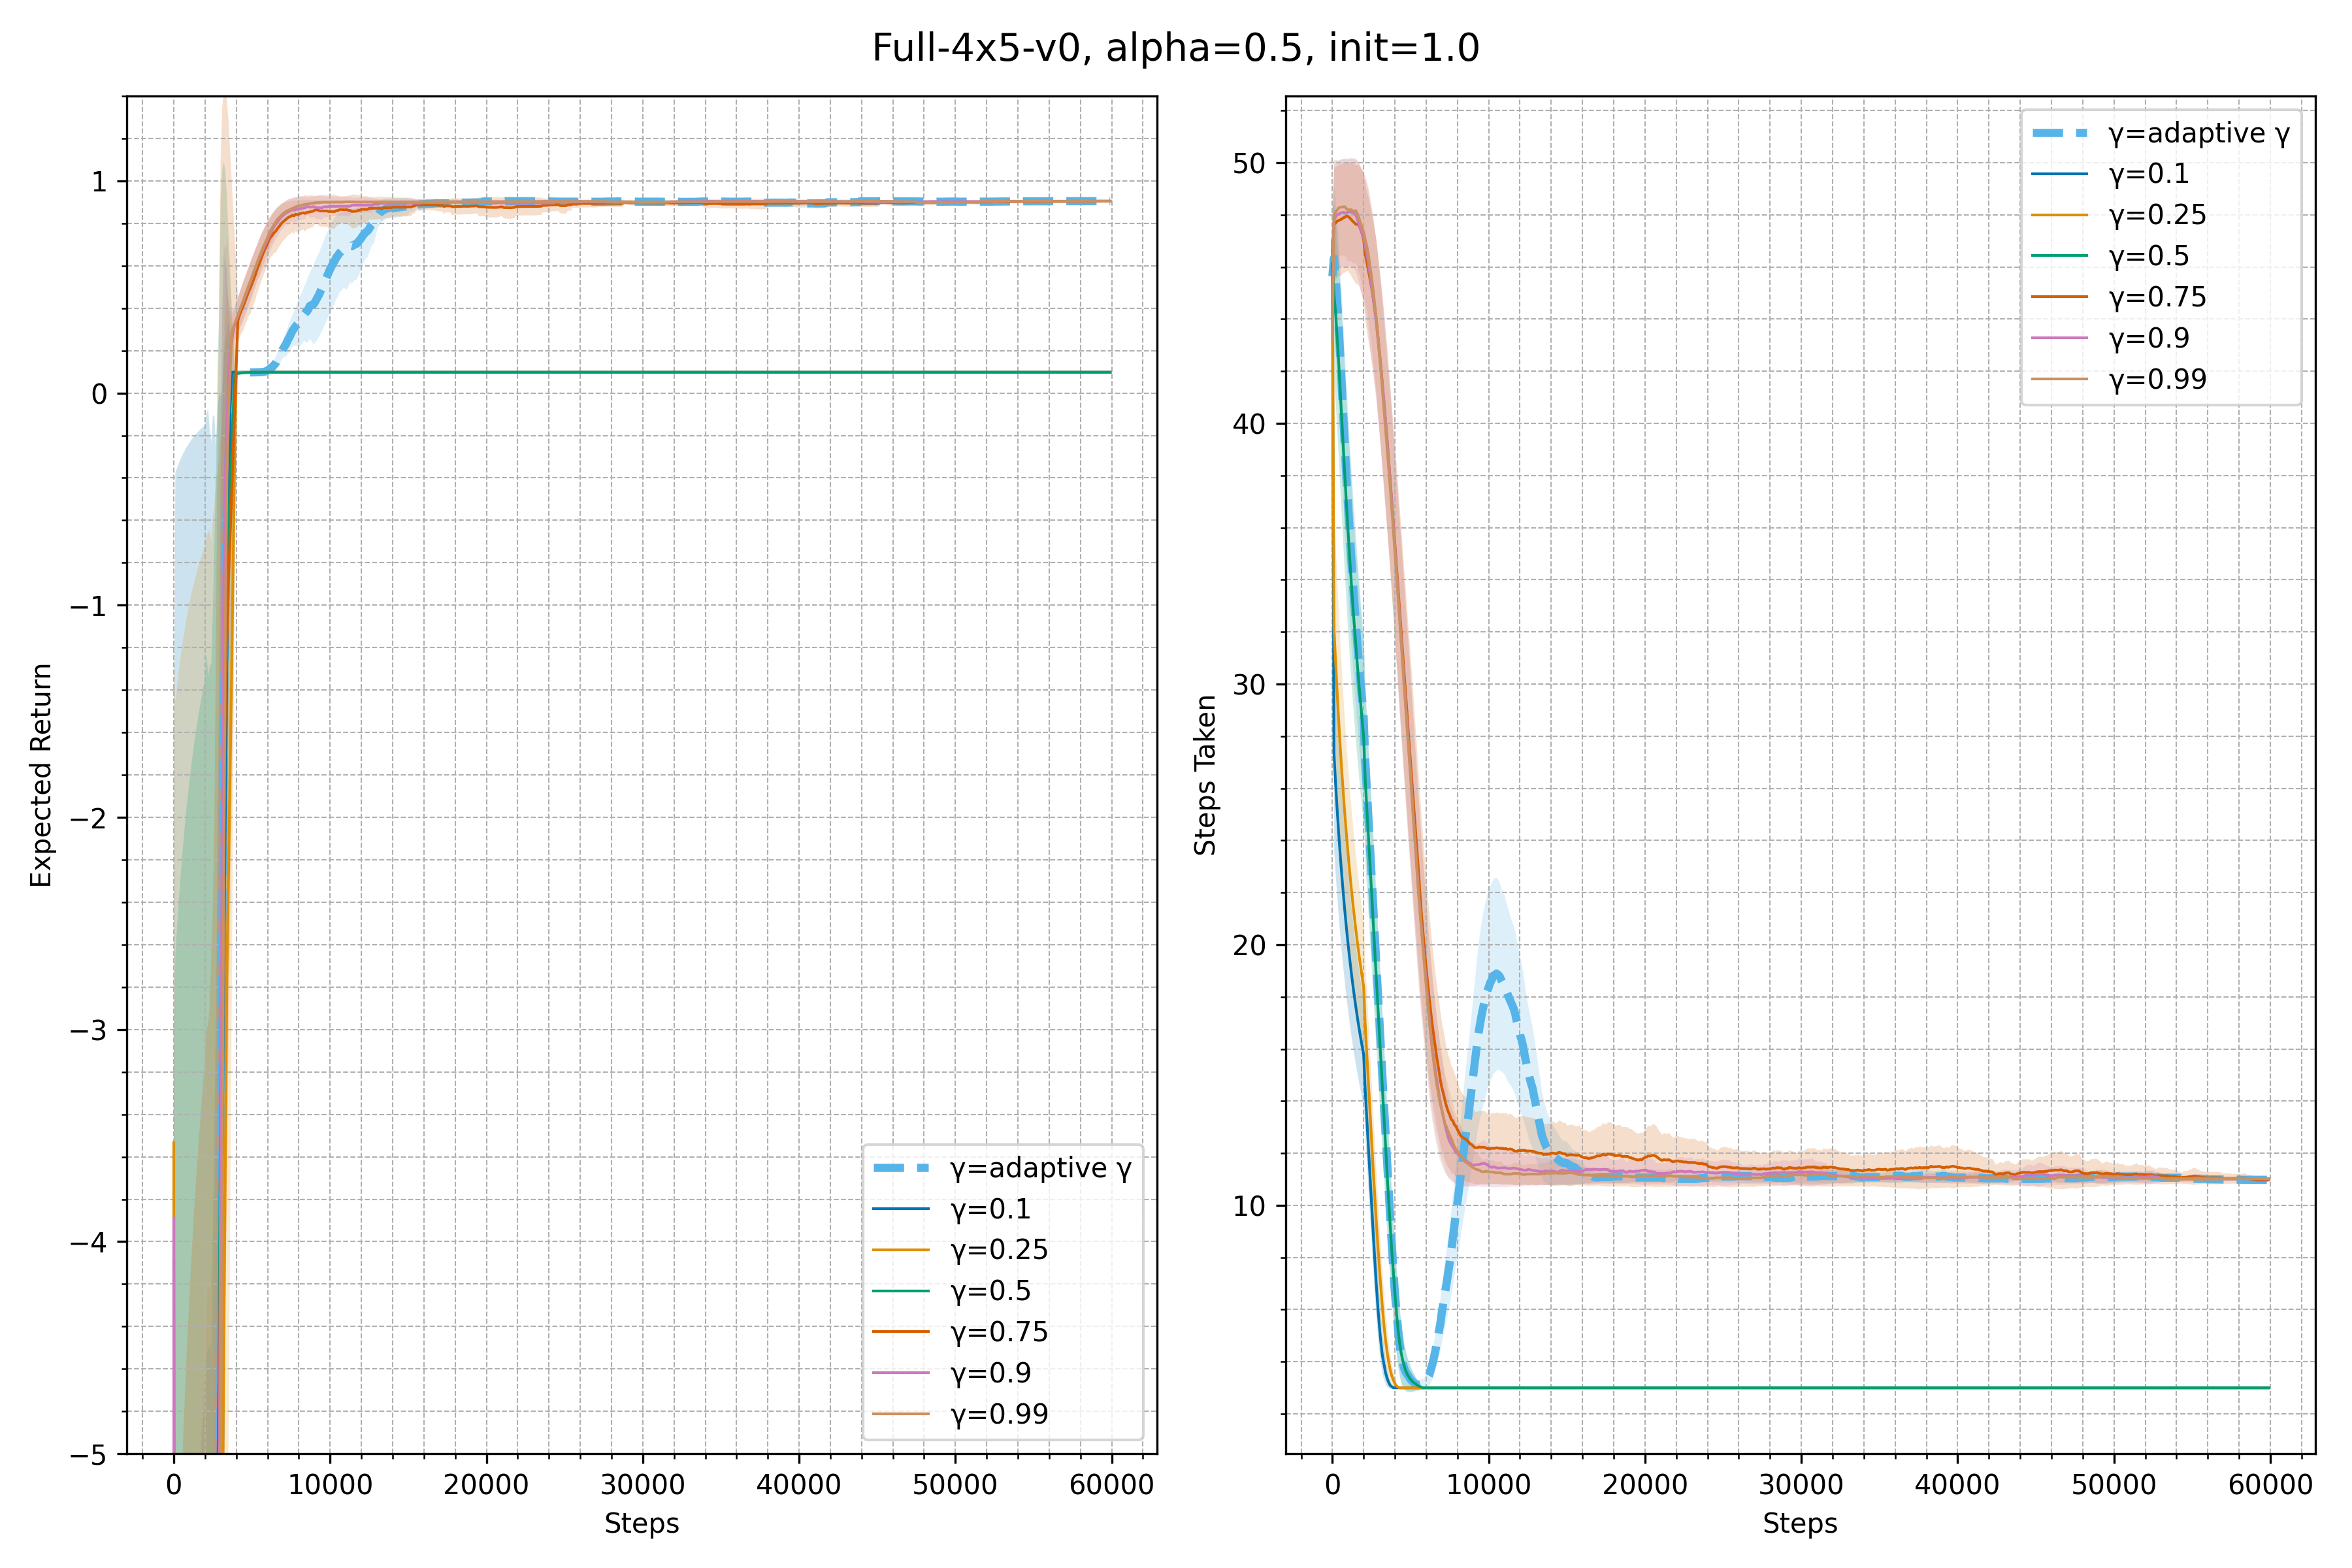 Full-4x5-v0, alpha=0.5, init=1.0
Expected Return
1
0
−1
−2
−3
−4
−5
0 10000 20000 30000 40000 50000 60000
Steps
γ=adaptive γ
γ=0.1
γ=0.25
γ=0.5
γ=0.75
γ=0.9
γ=0.99
Steps Taken
50
40
30
20
10
0 10000 20000 30000 40000 50000 60000
Steps
γ=adaptive γ
γ=0.1
γ=0.25
γ=0.5
γ=0.75
γ=0.9
γ=0.99